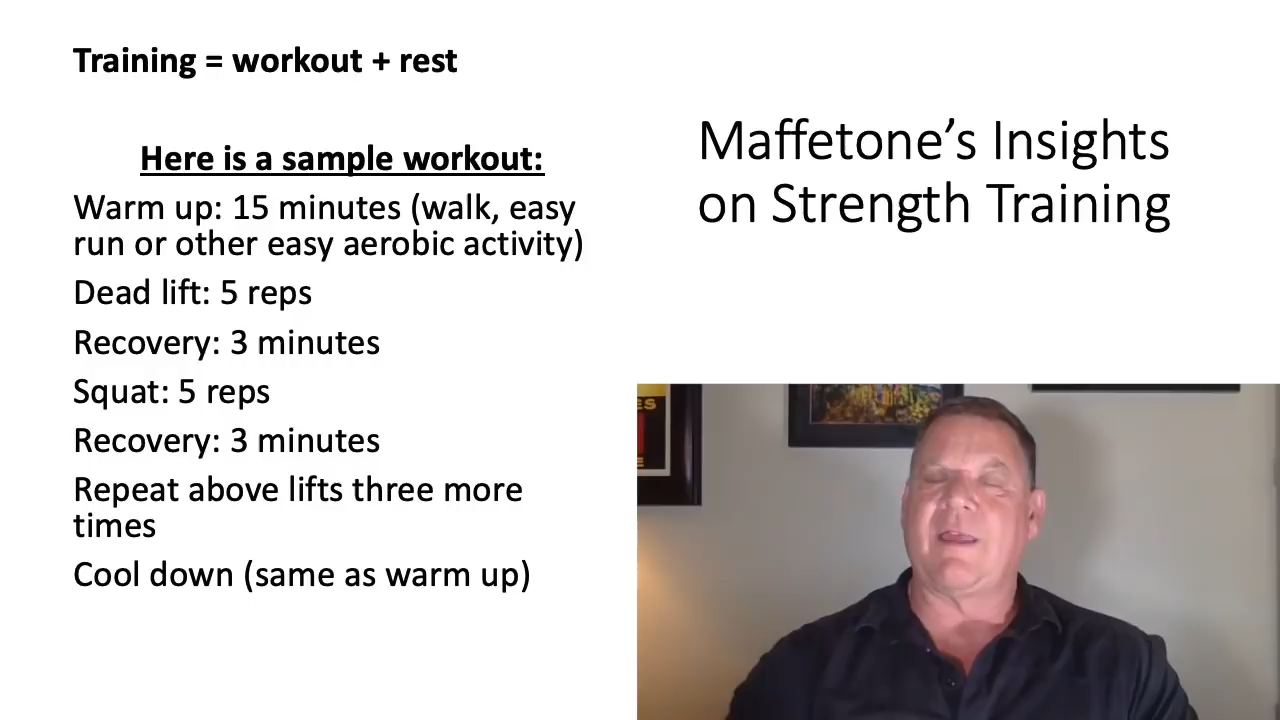 Training = workout + rest
Here is a sample workout:
Warm up: 15 minutes (walk, easy
run or other easy aerobic activity)
Dead lift: 5 reps
Recovery: 3 minutes
Squat: 5 reps
Recovery: 3 minutes
Repeat above lifts three more
times
Cool down (same as warm up)
Maffetone’s Insights
on Strength Training